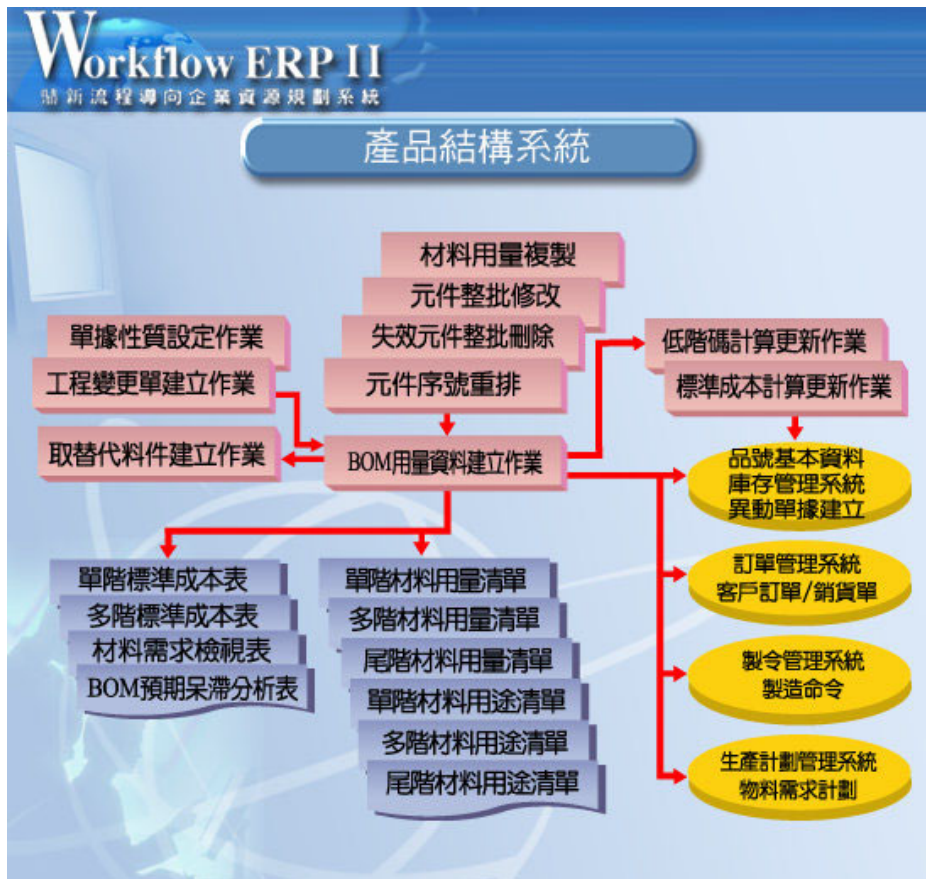 Workflow ERP II
鼎新流程導向企業資源規劃系統
產品結構系統
材料用量複製
元件整批修改
失效元件整批刪除
元件序號重排
單據性質設定作業
工程變更單建立作業
取替代料件建立作業
BOM用量資料建立作業
低階碼計算更新作業
標準成本計算更新作業
品號基本資料
庫存管理系統
異動單據建立
訂單管理系統
客戶訂單/銷貨單
製令管理系統
製造命令
生產計劃管理系統
物料需求計劃
單階標準成本表
多階標準成本表
材料需求檢視表
BOM預期呆滯分析表
單階材料用量清單
多階材料用量清單
尾階材料用量清單
單階材料用途清單
多階材料用途清單
尾階材料用途清單